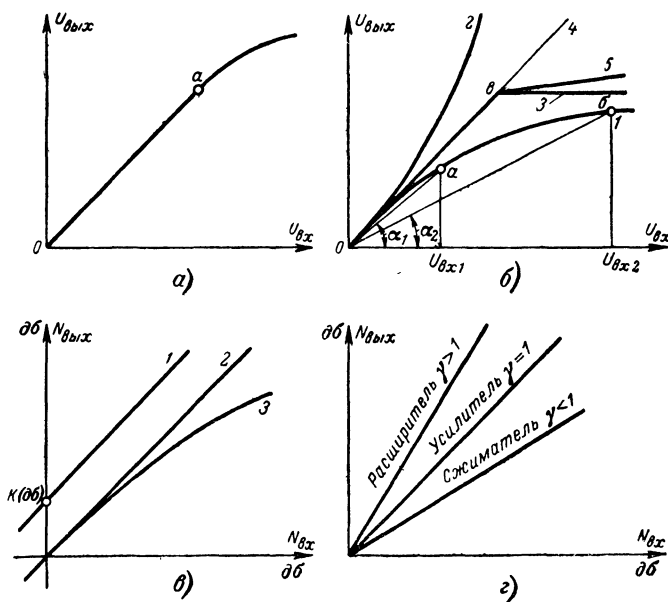 Uвых
а
0
Uвх
а)
Uвых
2
4
5
в
3
б
1
а
α₁
α₂
0
Uвх1
Uвх2
Uвх
б)
дб
Nвых
1
2
3
К(дб)
Nвх
дб
в)
дб
Nвых
Расширитель γ>1
Усилитель γ=1
Сжиматель γ<1
Nвх
дб
г)